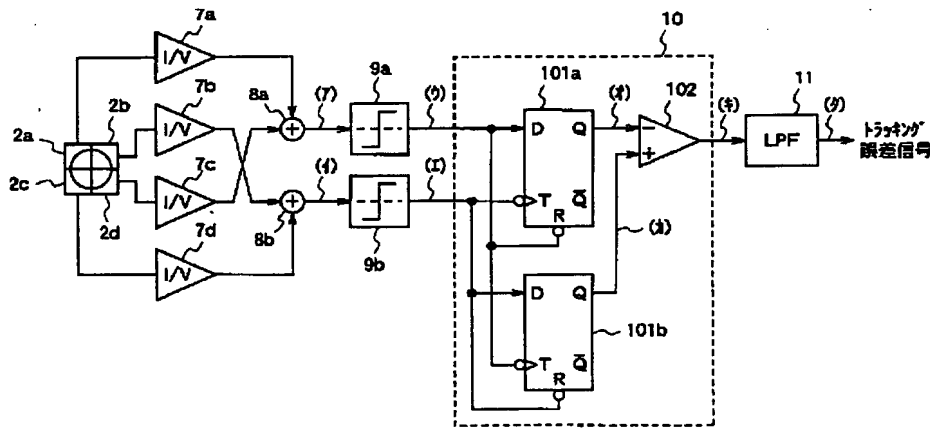 7a
I/V
7b
I/V
7c
I/V
7d
I/V
2a
2b
2c
2d
8a
8b
(ア)
(イ)
9a
9b
(ウ)
(エ)
10
101a
D
Q
T
R
Q̅
101b
D
Q
T
R
Q̅
(オ)
(カ)
102
−
+
(キ)
11
LPF
(タ)
トラッキング
誤差信号